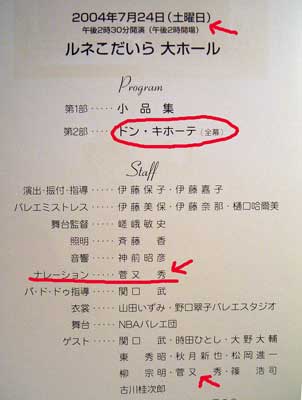 2004年7月24日(土曜日)
午後2時30分開演(午後2時開場)
ルネこだいら 大ホール
Program
第1部‥‥‥小 品 集
第2部‥‥‥ドン・キホーテ(全幕)
Staff
演出・振付・指導‥‥‥伊藤保子・伊藤嘉子
バレエミストレス‥‥‥伊藤美保・伊藤奈那・樋口哈爾美
舞台監督‥‥‥嵯峨敏史
照明‥‥‥斉藤 香
音響‥‥‥神前昭彦
ナレーション‥‥‥菅又 秀
パ・ド・ドゥ指導‥‥‥関口 武
衣裳‥‥‥山田いずみ・野口翠子バレエスタジオ
舞台‥‥‥NBAバレエ団
ゲスト‥‥‥関口 武・時田ひとし・大野大輔
東 秀昭・秋月新也・松岡進一
柳 宗明・菅又 秀・篠 浩司
古川桂次郎